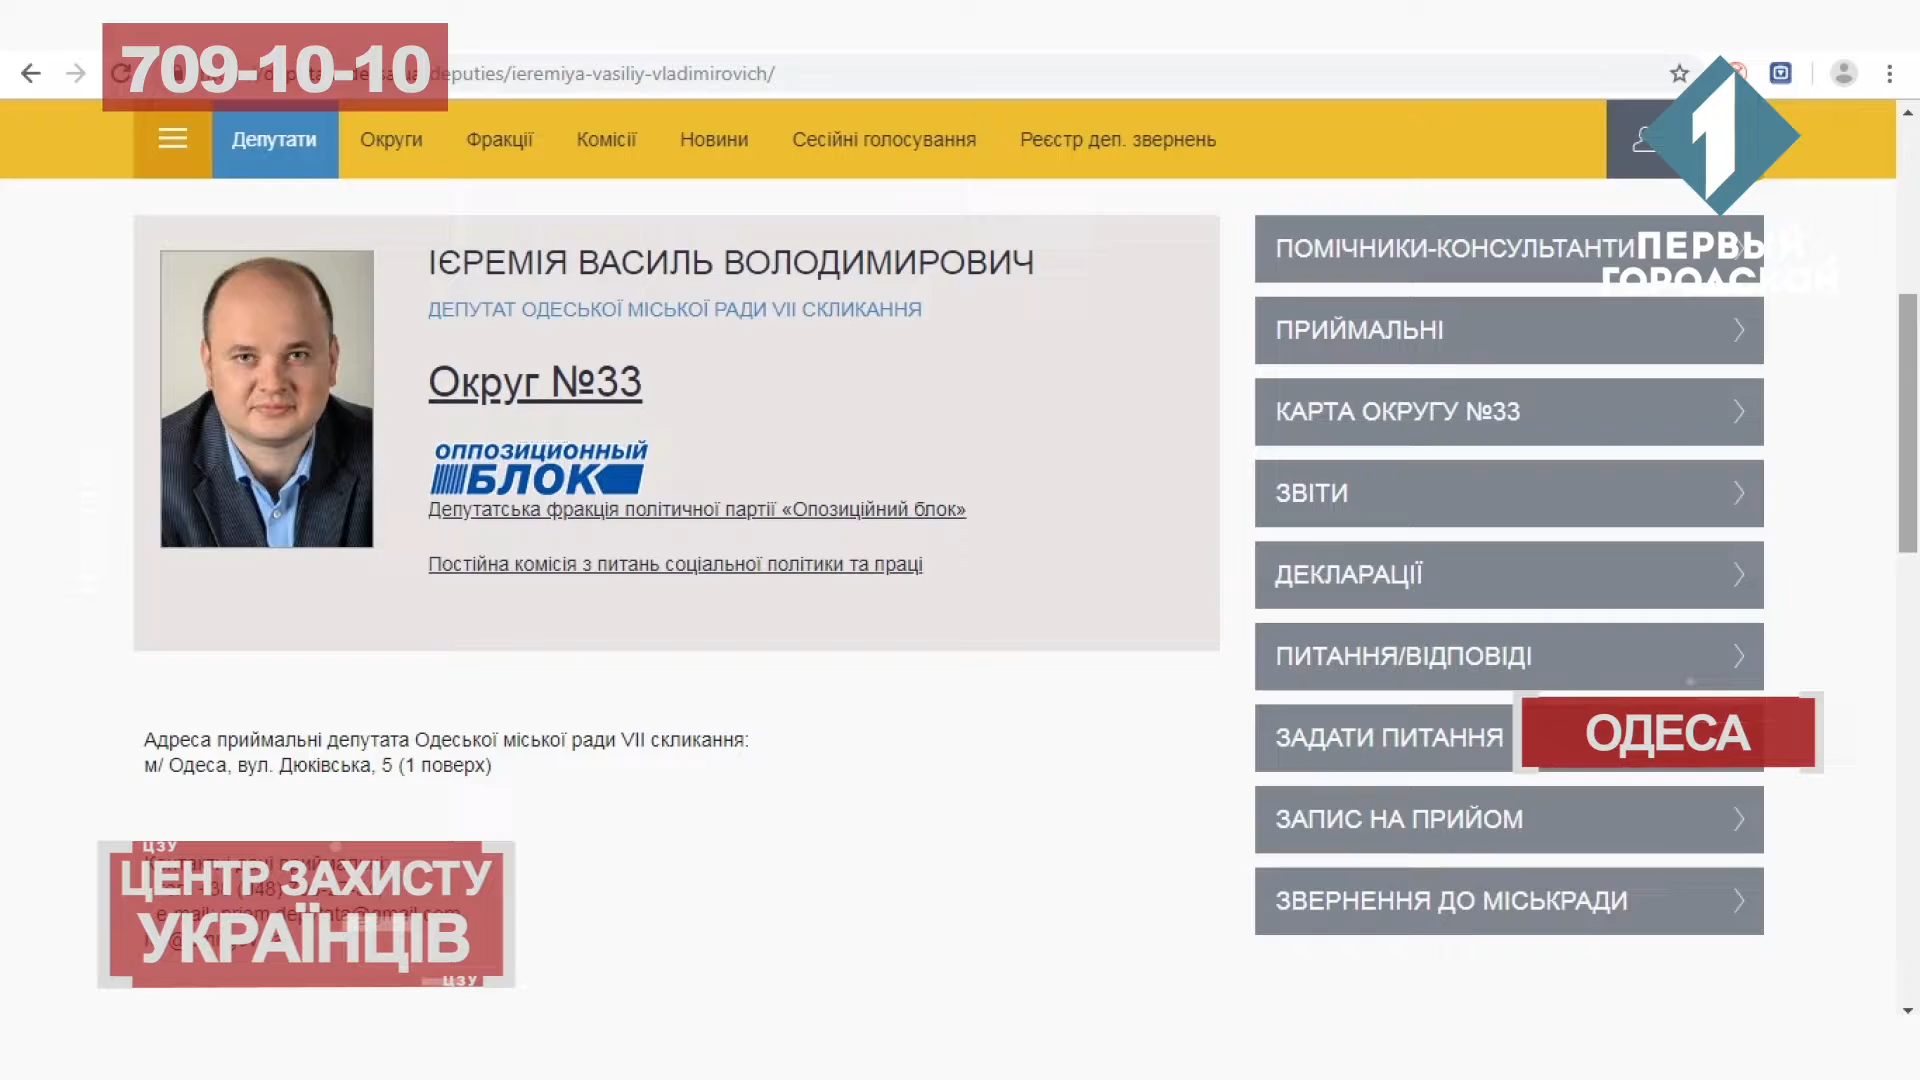 709-10-10
deputies/ieremiya-vasiliy-vladimirovich/
Депутати
Округи
Фракції
Комісії
Новини
Сесійні голосування
Реєстр деп. звернень
1
ПЕРВЫЙ
ГОРОДСКОЙ
ІЄРЕМІЯ ВАСИЛЬ ВОЛОДИМИРОВИЧ
ДЕПУТАТ ОДЕСЬКОЇ МІСЬКОЇ РАДИ VII СКЛИКАННЯ
Округ №33
ОППОЗИЦИОННЫЙ
БЛОК
Депутатська фракція політичної партії «Опозиційний блок»
Постійна комісія з питань соціальної політики та праці
ПОМІЧНИКИ-КОНСУЛЬТАНТИ
ПРИЙМАЛЬНІ
КАРТА ОКРУГУ №33
ЗВІТИ
ДЕКЛАРАЦІЇ
ПИТАННЯ/ВІДПОВІДІ
ЗАДАТИ ПИТАННЯ
ОДЕСА
ЗАПИС НА ПРИЙОМ
ЗВЕРНЕННЯ ДО МІСЬКРАДИ
Адреса приймальні депутата Одеської міської ради VII скликання:
м/ Одеса, вул. Дюківська, 5 (1 поверх)
ЦЗУ
ЦЕНТР ЗАХИСТУ
УКРАЇНЦІВ
ЦЗУ